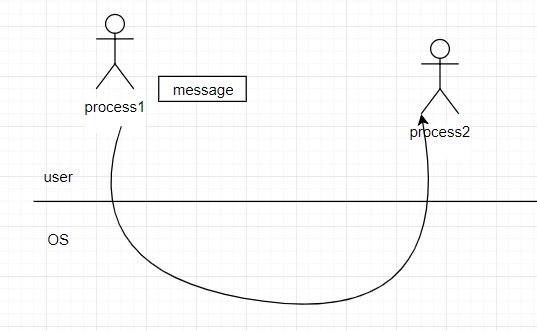 message
process1
process2
user
OS